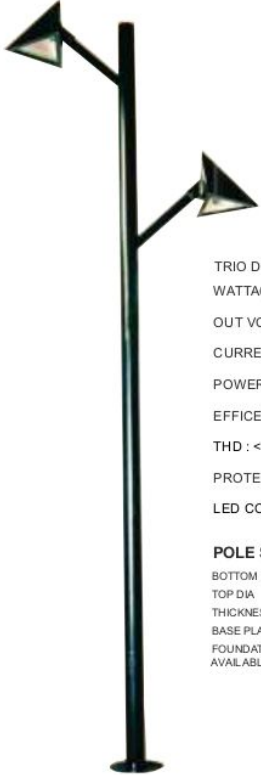 TRIO D
WATTA
OUT VO
CURRE
POWER
EFFICE
THD : <
PROTE
LED CO
POLE
BOTTOM
TOP DIA
THICKNES
BASE PLA
FOUNDAT
AVAILABL